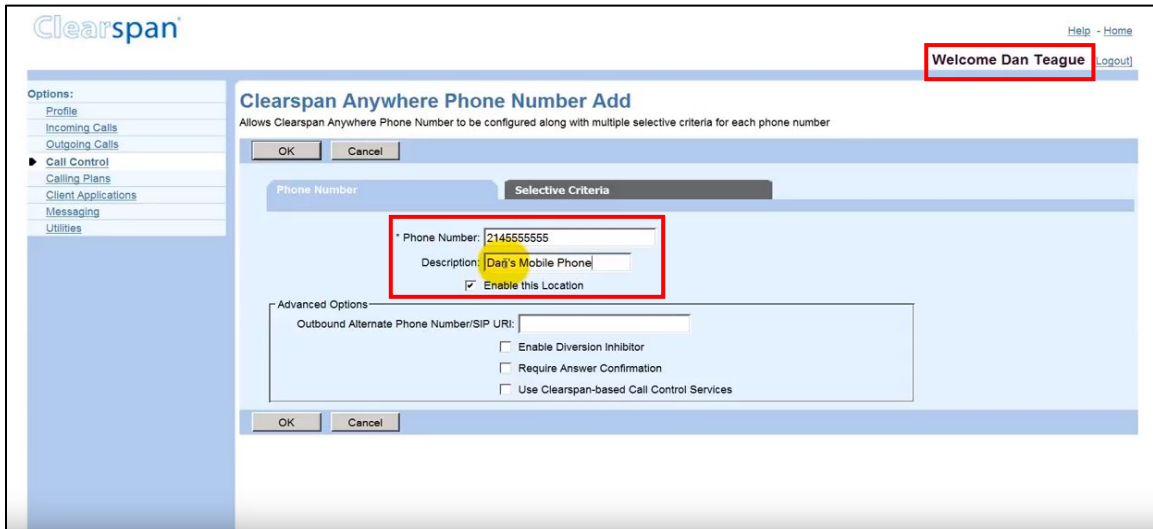 Clearspan
Help - Home
Welcome Dan Teague [Logout]
Options:
Profile
Incoming Calls
Outgoing Calls
Call Control
Calling Plans
Client Applications
Messaging
Utilities
Clearspan Anywhere Phone Number Add
Allows Clearspan Anywhere Phone Number to be configured along with multiple selective criteria for each phone number
OK Cancel
Phone Number Selective Criteria
* Phone Number: 2145555555
Description: Dan's Mobile Phone
Enable this Location
Advanced Options
Outbound Alternate Phone Number/SIP URI:
Enable Diversion Inhibitor
Require Answer Confirmation
Use Clearspan-based Call Control Services
OK Cancel